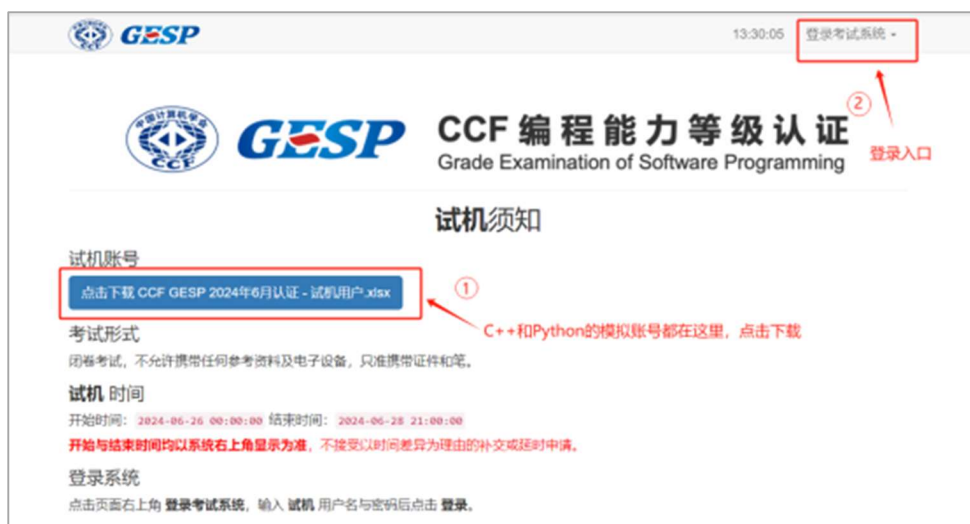 GESP
13:30:05 登录考试系统
②
登录入口
中国计算机学会
CCF
GESP
CCF 编程能力等级认证
Grade Examination of Software Programming
试机须知
试机账号
点击下载 CCF GESP 2024年6月认证 - 试机用户.xlsx
①
C++和Python的模拟账号都在这里，点击下载
考试形式
闭卷考试，不允许携带任何参考资料及电子设备，只准携带证件和笔。
试机 时间
开始时间： 2024-06-26 00:00:00 结束时间： 2024-06-28 21:00:00
开始与结束时间均以系统右上角显示为准，不接受以时间差异为理由的补交或延时申请。
登录系统
点击页面右上角 登录考试系统，输入 试机 用户名与密码后点击 登录。